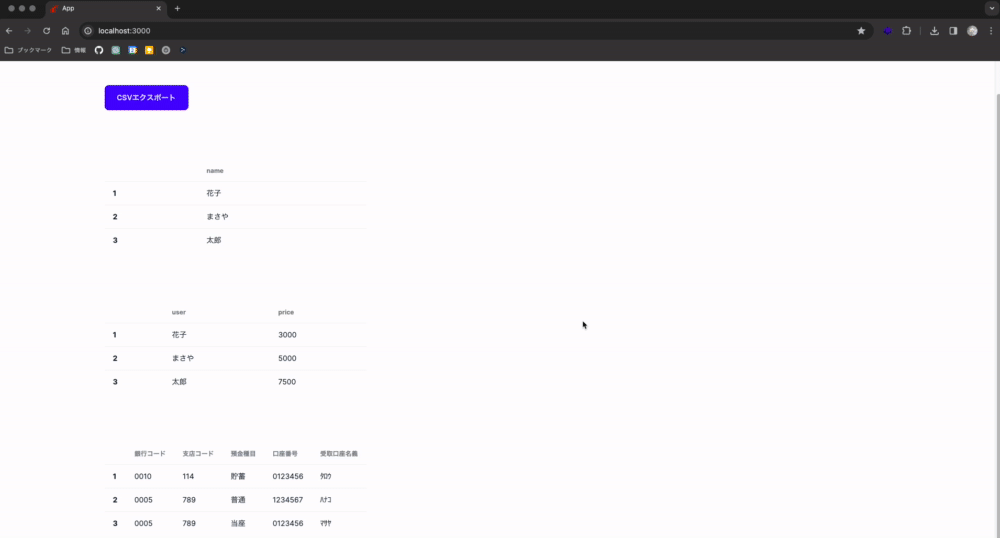 App
localhost:3000
ブックマーク 情報
CSVエクスポート
name
1 花子
2 まさや
3 太郎
user price
1 花子 3000
2 まさや 5000
3 太郎 7500
銀行コード 支店コード 預金種目 口座番号 受取口座名義
1 0010 114 貯蓄 0123456 ﾀﾛｳ
2 0005 789 普通 1234567 ﾊﾅｺ
3 0005 789 当座 0123456 ﾏｻﾔ